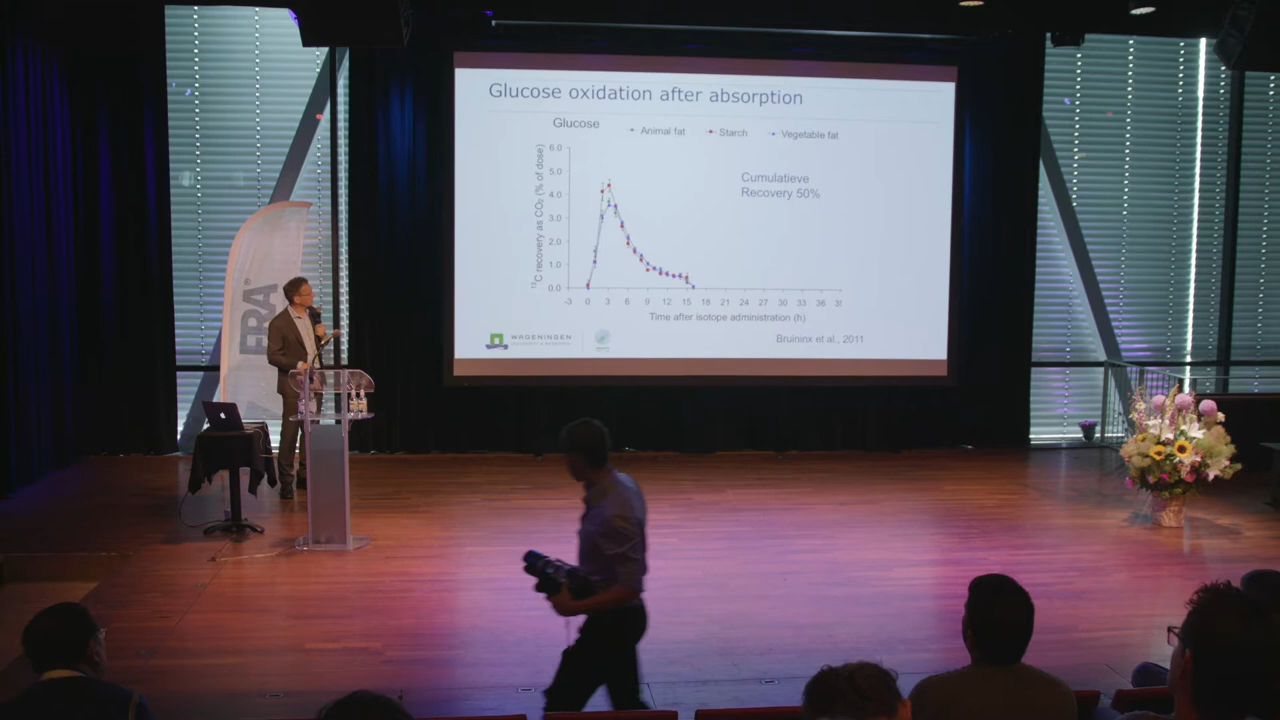 Glucose oxidation after absorption
Glucose
Animal fat
Starch
Vegetable fat
¹³C recovery as CO₂ (% of dose)
6.0
5.0
4.0
3.0
2.0
1.0
0.0
Cumulatieve
Recovery 50%
-3 0 3 6 9 12 15 18 21 24 27 30 33 36
Time after isotope administration (h)
WAGENINGEN
Bruininx et al., 2011
ERA®